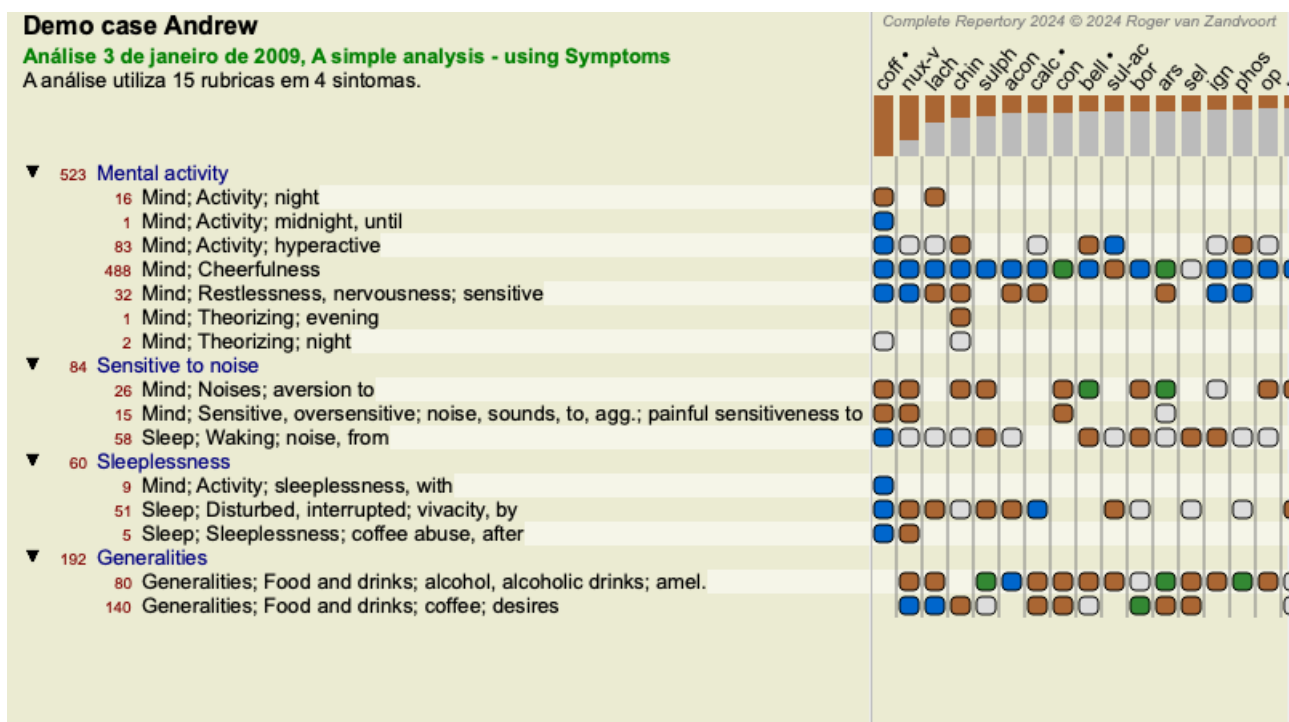 Demo case Andrew
Complete Repertory 2024 © 2024 Roger van Zandvoort
Análise 3 de janeiro de 2009, A simple analysis - using Symptoms
A análise utiliza 15 rubricas em 4 sintomas.
coff • nux-v lach chin sulph acon calc • con bell • sul-ac bor ars sel ign phos op
▼ 523 Mental activity
16 Mind; Activity; night
1 Mind; Activity; midnight, until
83 Mind; Activity; hyperactive
488 Mind; Cheerfulness
32 Mind; Restlessness, nervousness; sensitive
1 Mind; Theorizing; evening
2 Mind; Theorizing; night
▼ 84 Sensitive to noise
26 Mind; Noises; aversion to
15 Mind; Sensitive, oversensitive; noise, sounds, to, agg.; painful sensitiveness to
58 Sleep; Waking; noise, from
▼ 60 Sleeplessness
9 Mind; Activity; sleeplessness, with
51 Sleep; Disturbed, interrupted; vivacity, by
5 Sleep; Sleeplessness; coffee abuse, after
▼ 192 Generalities
80 Generalities; Food and drinks; alcohol, alcoholic drinks; amel.
140 Generalities; Food and drinks; coffee; desires